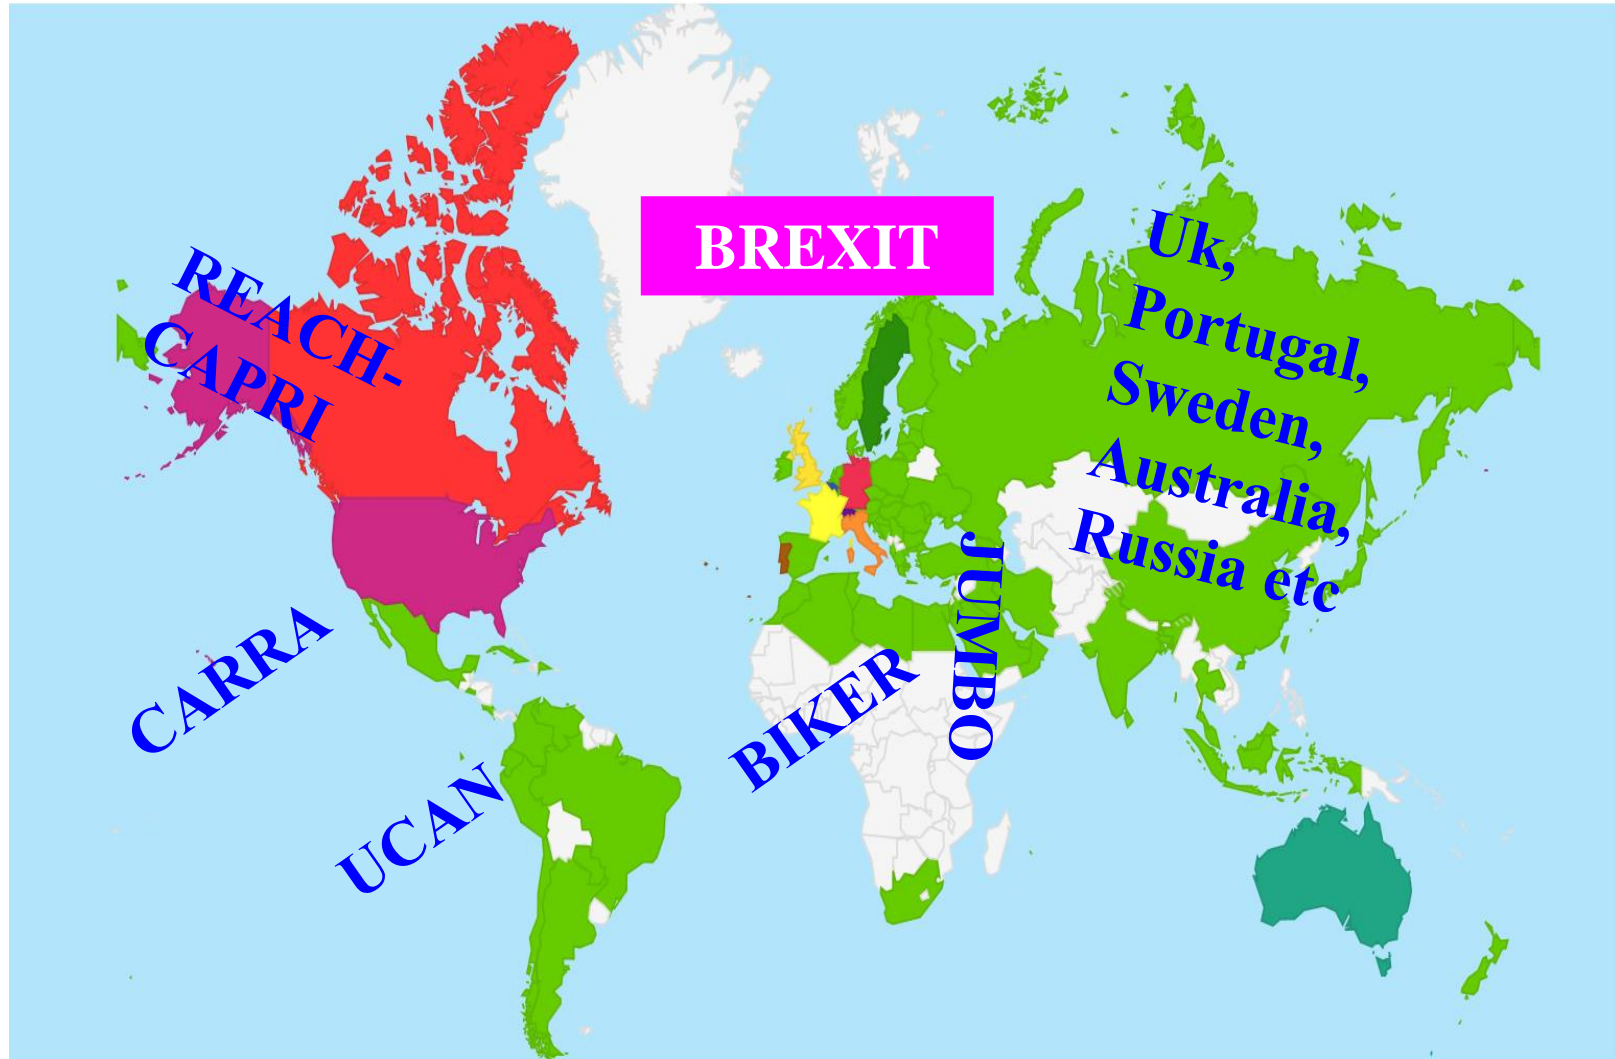 BREXIT
REACH-
CAPRI
Uk,
Portugal,
Sweden,
Australia,
Russia etc
JUMBO
CARRA
BIKER
UCAN